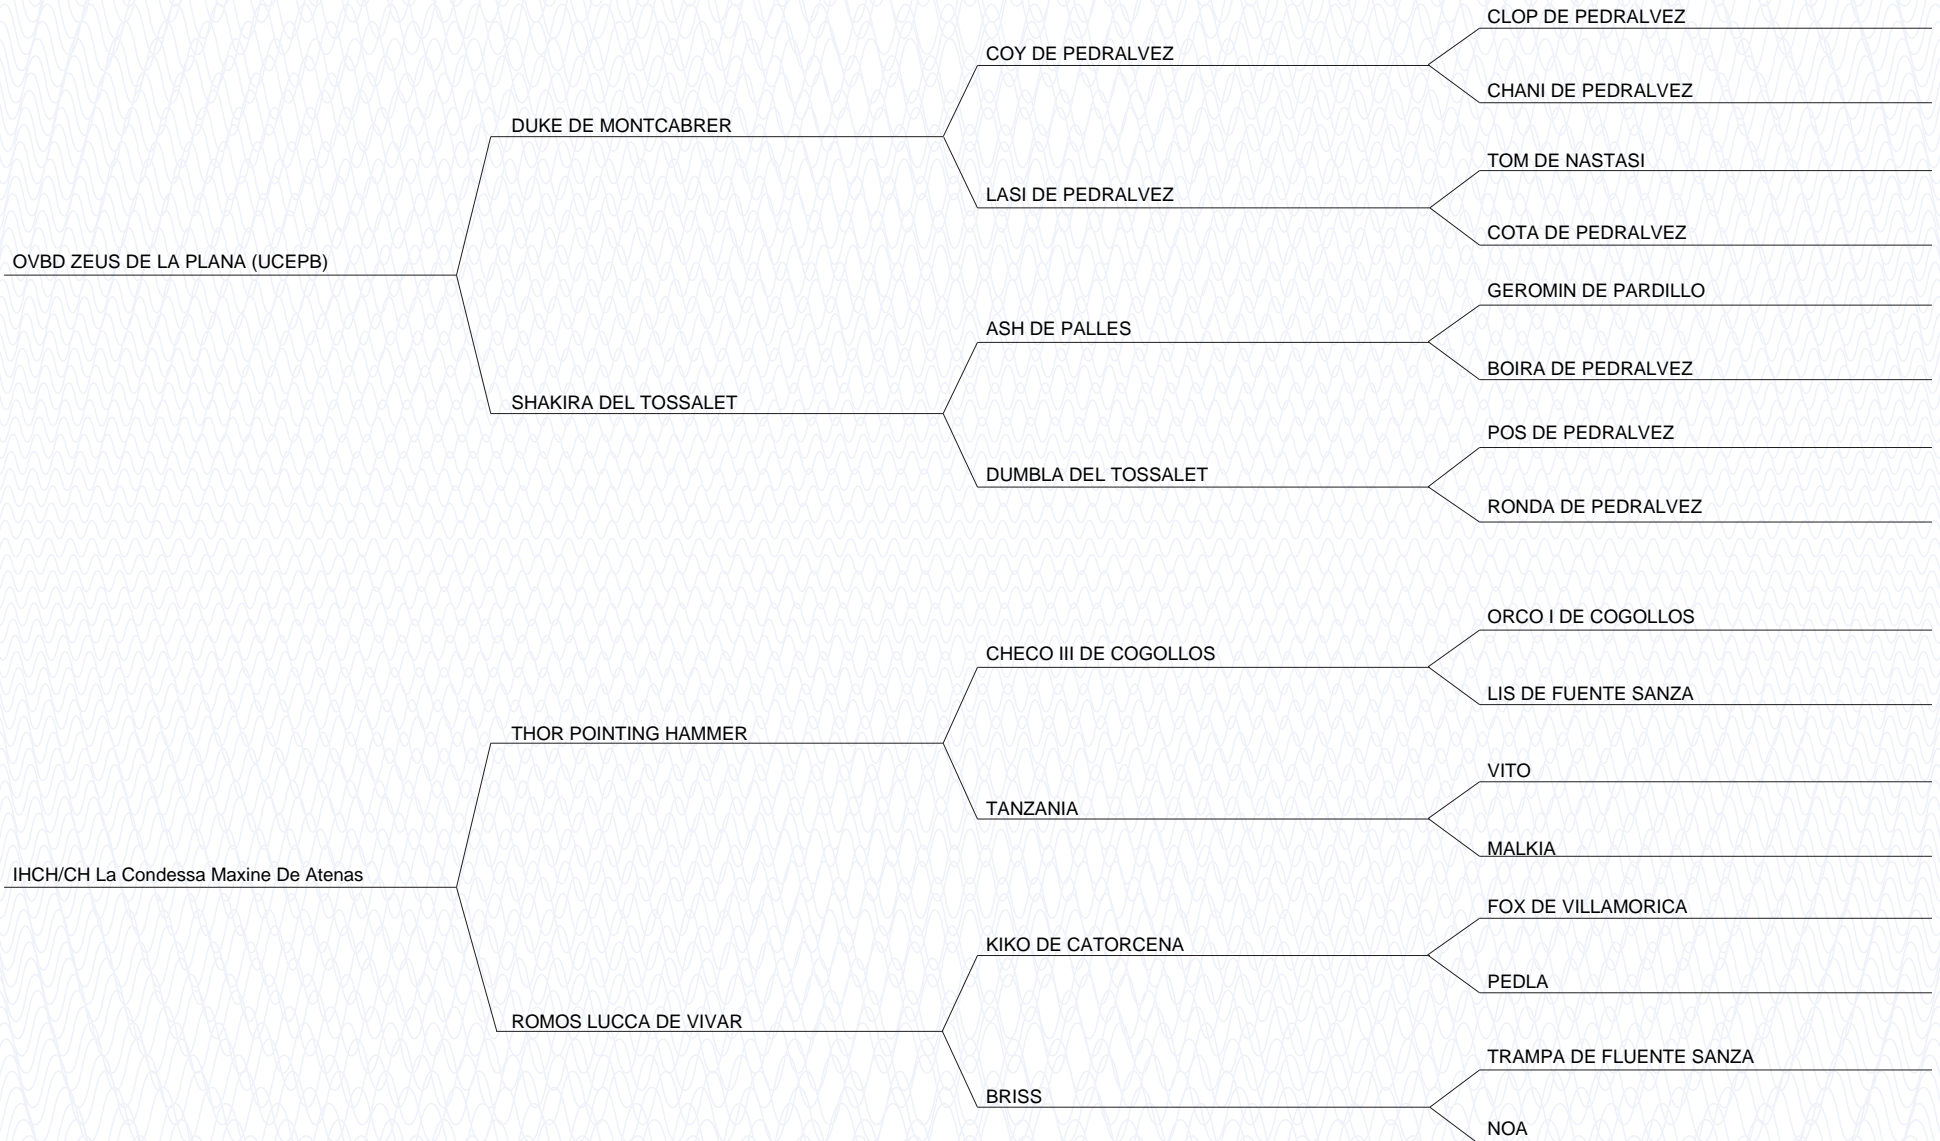 CLOP DE PEDRALVEZ
COY DE PEDRALVEZ
CHANI DE PEDRALVEZ
DUKE DE MONTCABRER
TOM DE NASTASI
LASI DE PEDRALVEZ
COTA DE PEDRALVEZ
OVBD ZEUS DE LA PLANA (UCEPB)
GEROMIN DE PARDILLO
ASH DE PALLES
BOIRA DE PEDRALVEZ
SHAKIRA DEL TOSSALET
POS DE PEDRALVEZ
DUMBLA DEL TOSSALET
RONDA DE PEDRALVEZ
ORCO I DE COGOLLOS
CHECO III DE COGOLLOS
LIS DE FUENTE SANZA
THOR POINTING HAMMER
VITO
TANZANIA
MALKIA
IHCH/CH La Condessa Maxine De Atenas
FOX DE VILLAMORICA
KIKO DE CATORCENA
PEDLA
ROMOS LUCCA DE VIVAR
TRAMPA DE FLUENTE SANZA
BRISS
NOA